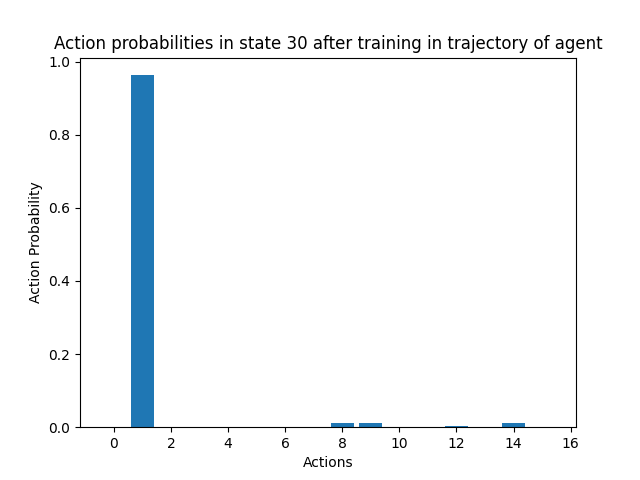 Action probabilities in state 30 after training in trajectory of agent
1.0
0.8
0.6
0.4
0.2
0.0
Action Probability
0 2 4 6 8 10 12 14 16
Actions